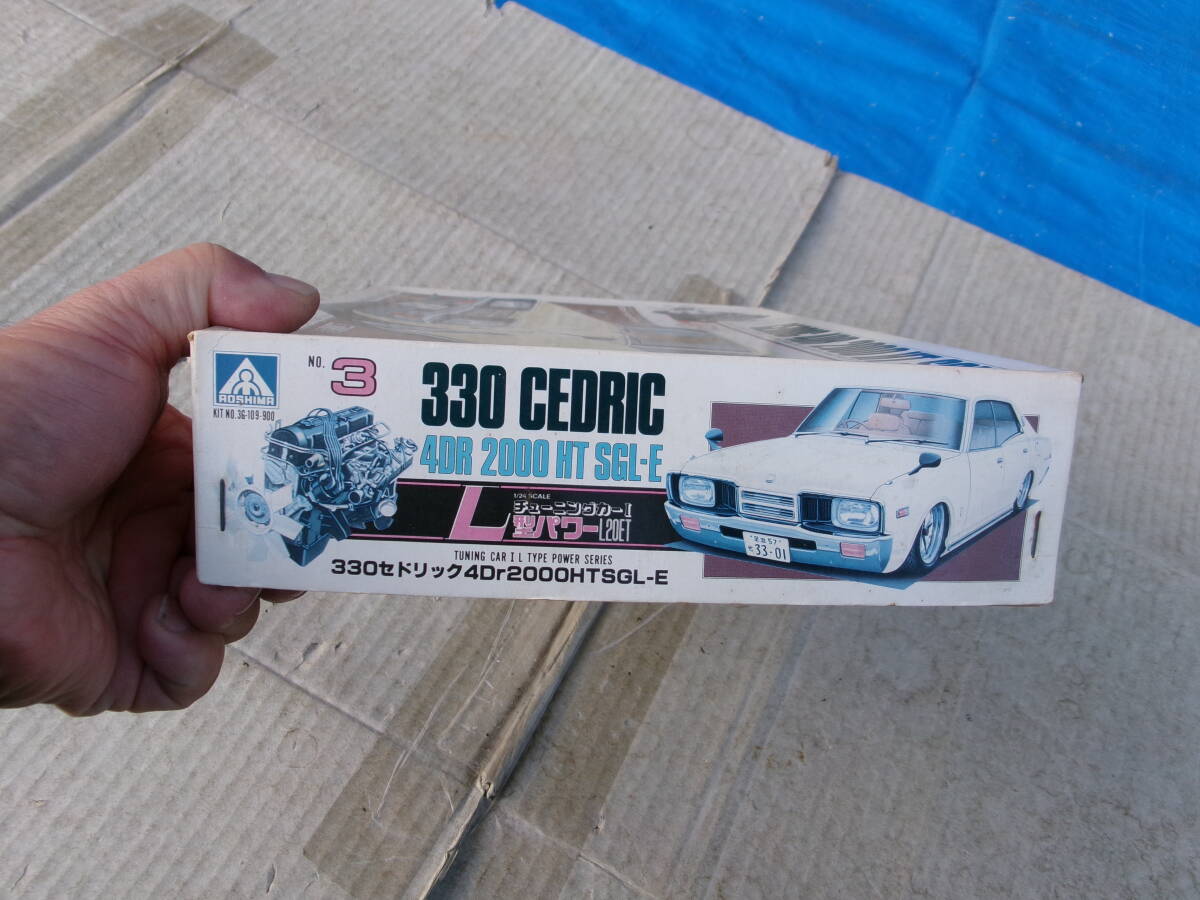 AOSHIMA
KIT NO.3G-109-900
NO. 3
330 CEDRIC
4DR 2000 HT SGL-E
1/24 SCALE
チューニングカーI
L型パワー L20ET
TUNING CAR I L TYPE POWER SERIES
330セドリック4Dr2000HTSGL-E
57
33-01